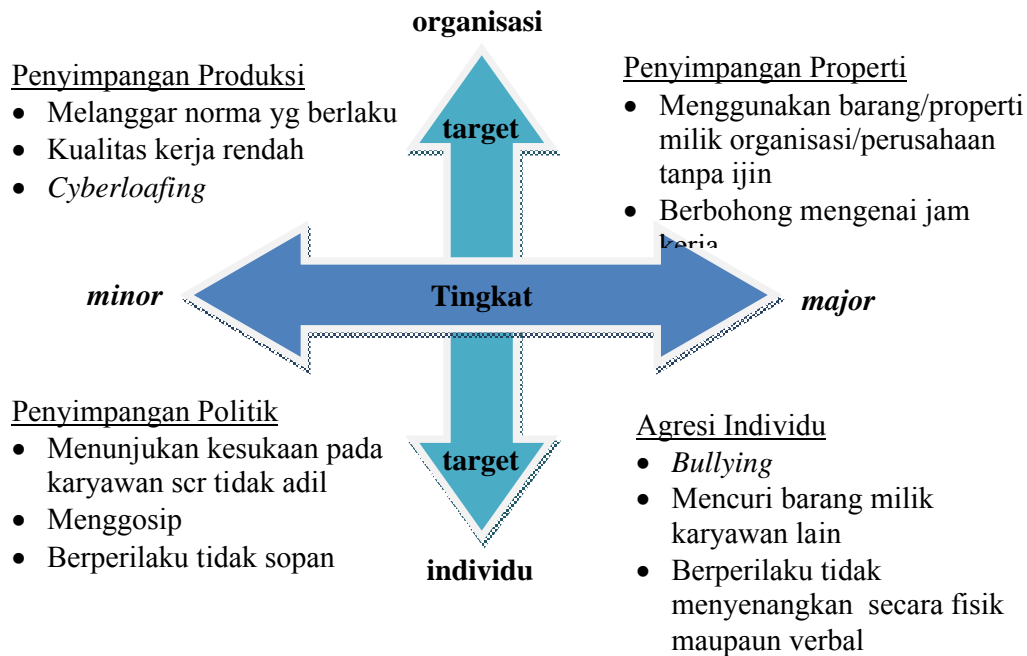 organisasi
Penyimpangan Produksi
• Melanggar norma yg berlaku
• Kualitas kerja rendah
• Cyberloafing
target
Penyimpangan Properti
• Menggunakan barang/properti
milik organisasi/perusahaan
tanpa ijin
• Berbohong mengenai jam
kerja
minor
Tingkat
major
Penyimpangan Politik
• Menunjukan kesukaan pada
karyawan scr tidak adil
• Menggosip
• Berperilaku tidak sopan
target
individu
Agresi Individu
• Bullying
• Mencuri barang milik
karyawan lain
• Berperilaku tidak
menyenangkan secara fisik
maupaun verbal